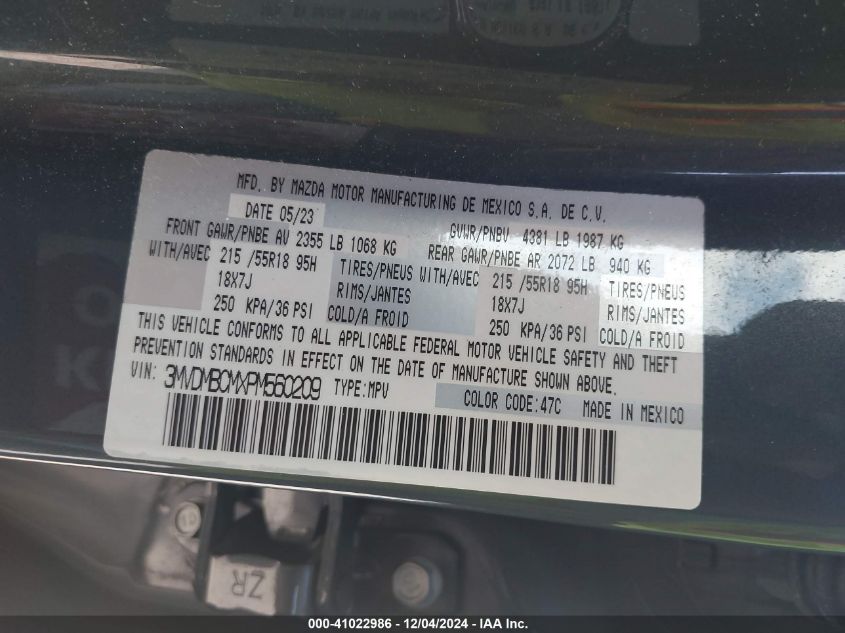 MFD. BY MAZDA MOTOR MANUFACTURING DE MEXICO S.A. DE C.V.
DATE 05/23 GVWR/PNBV 4381 LB 1987 KG
FRONT GAWR/PNBE AV 2355 LB 1068 KG REAR GAWR/PNBE AR 2072 LB 940 KG
WITH/AVEC 215 /55R18 95H TIRES/PNEUS WITH/AVEC 215 /55R18 95H TIRES/PNEUS
18X7J RIMS/JANTES 18X7J RIMS/JANTES
250 KPA/36 PSI COLD/A FROID 250 KPA/36 PSI COLD/A FROID
THIS VEHICLE CONFORMS TO ALL APPLICABLE FEDERAL MOTOR VEHICLE SAFETY AND THEFT
PREVENTION STANDARDS IN EFFECT ON THE DATE OF MANUFACTURE SHOWN ABOVE.
VIN: 3MVDMBCMXPM560209 TYPE:MPV COLOR CODE:47C MADE IN MEXICO
ZR
000-41022986 - 12/04/2024 - IAA Inc.